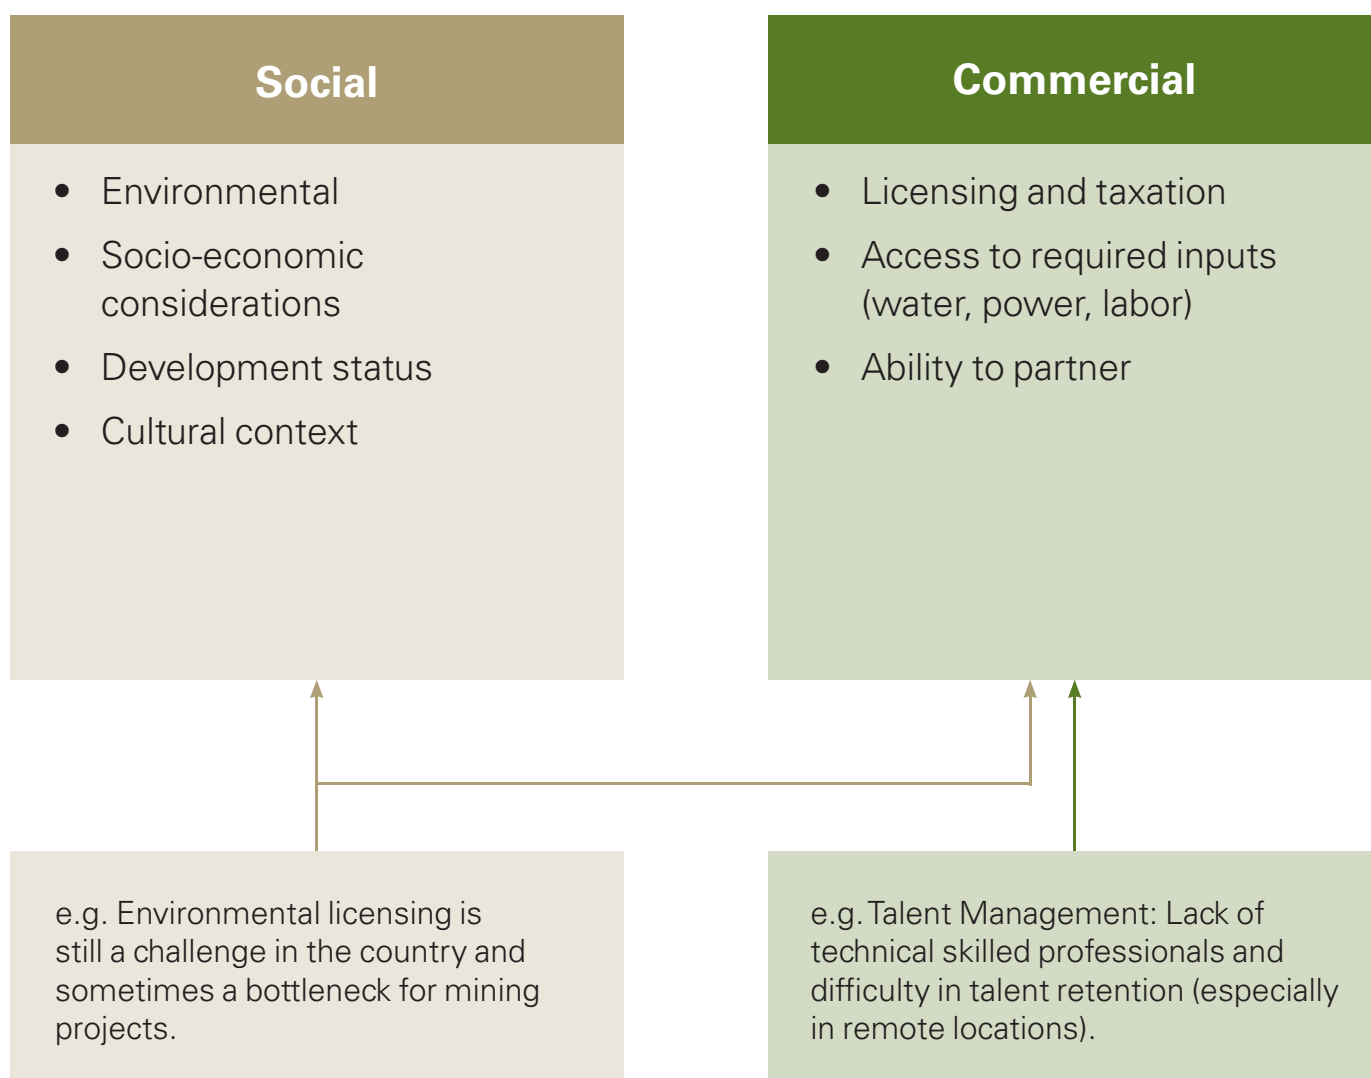 Social
• Environmental
• Socio-economic
considerations
• Development status
• Cultural context
Commercial
• Licensing and taxation
• Access to required inputs
(water, power, labor)
• Ability to partner
e.g. Environmental licensing is
still a challenge in the country and
sometimes a bottleneck for mining
projects.
e.g. Talent Management: Lack of
technical skilled professionals and
difficulty in talent retention (especially
in remote locations).